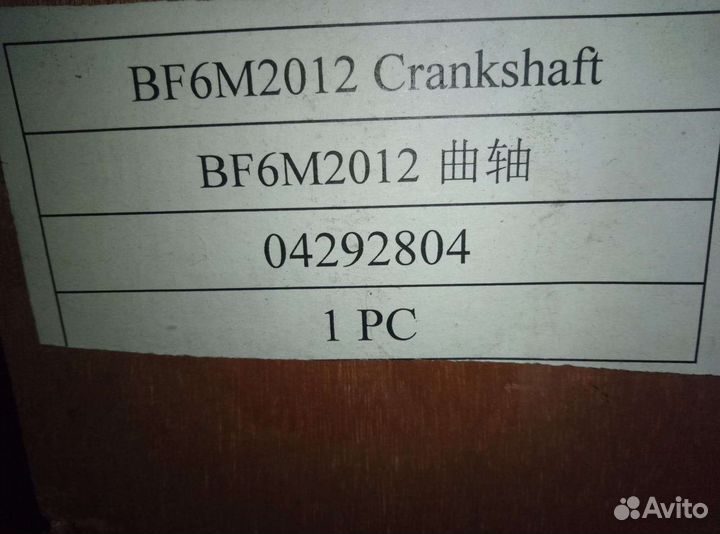 BF6M2012 Crankshaft
BF6M2012 曲轴
04292804
1 PC
Avito